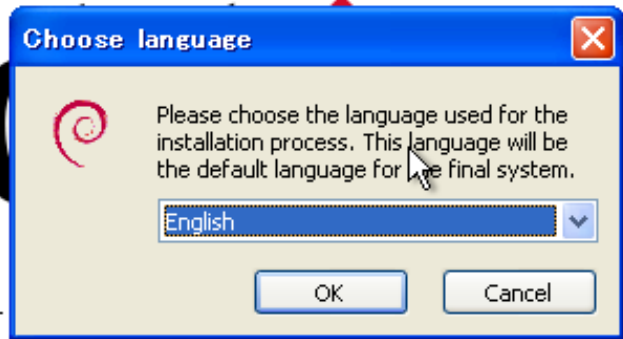 Choose language
Please choose the language used for the
installation process. This language will be
the default language for the final system.
English
OK
Cancel